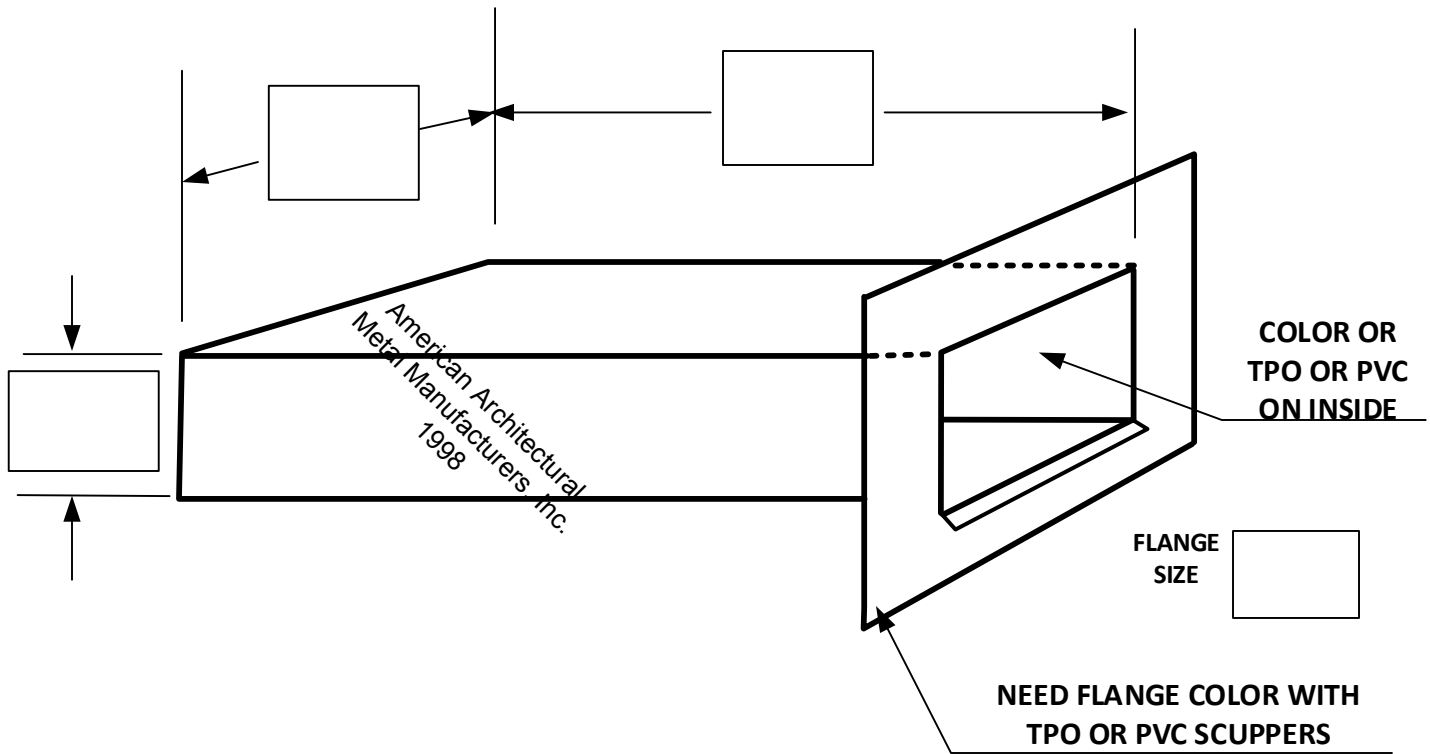 American Architectural
Metal Manufacturers, Inc.
1998
COLOR OR
TPO OR PVC
ON INSIDE
FLANGE
SIZE
NEED FLANGE COLOR WITH
TPO OR PVC SCUPPERS